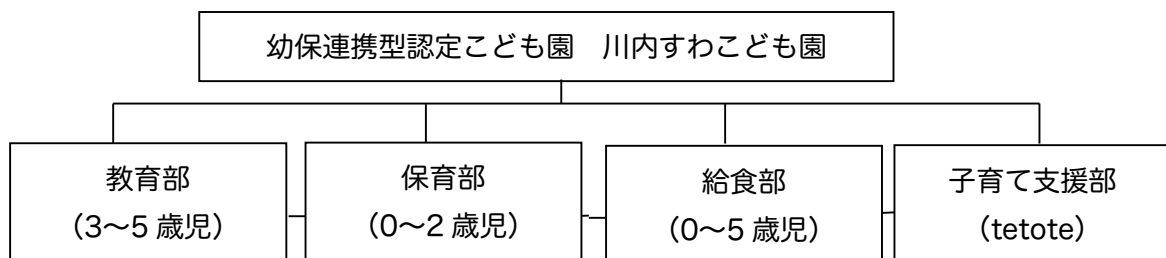 幼保連携型認定こども園　川内すわこども園
教育部
（3～5 歳児）
保育部
（0～2 歳児）
給食部
（0～5 歳児）
子育て支援部
（tetote）